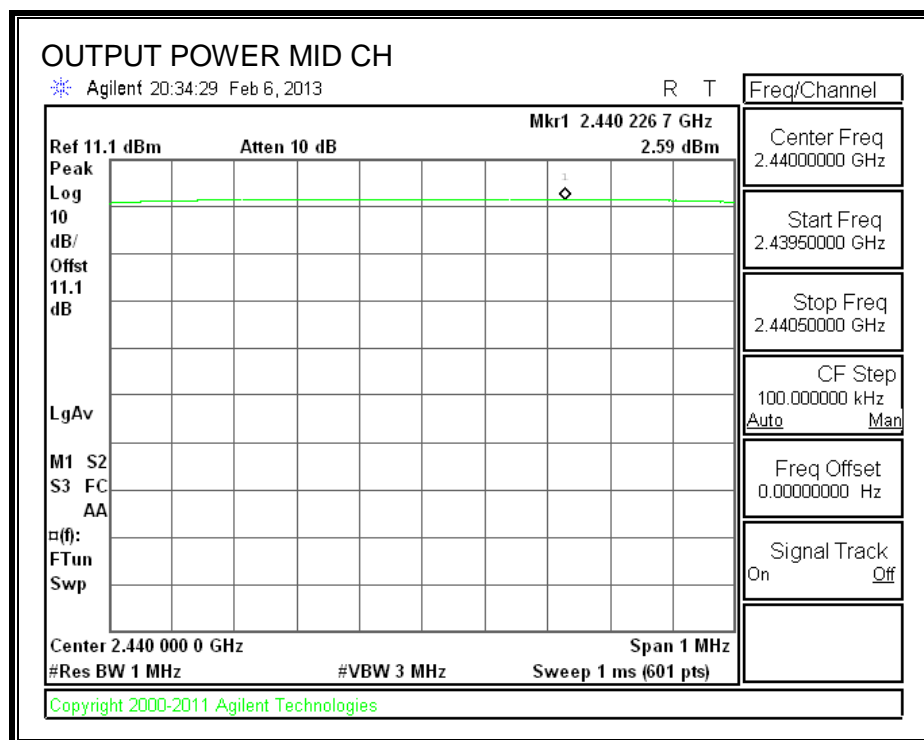 OUTPUT POWER MID CH
Agilent 20:34:29 Feb 6, 2013 R T
Mkr1 2.440 226 7 GHz
Ref 11.1 dBm Atten 10 dB 2.59 dBm
Peak
Log
10
dB/
Offst
11.1
dB
LgAv
M1 S2
S3 FC
AA
¤(f):
FTun
Swp
1
Center 2.440 000 0 GHz Span 1 MHz
#Res BW 1 MHz #VBW 3 MHz Sweep 1 ms (601 pts)
Copyright 2000-2011 Agilent Technologies
Freq/Channel
Center Freq
2.44000000 GHz
Start Freq
2.43950000 GHz
Stop Freq
2.44050000 GHz
CF Step
100.000000 kHz
Auto Man
Freq Offset
0.00000000 Hz
Signal Track
On Off